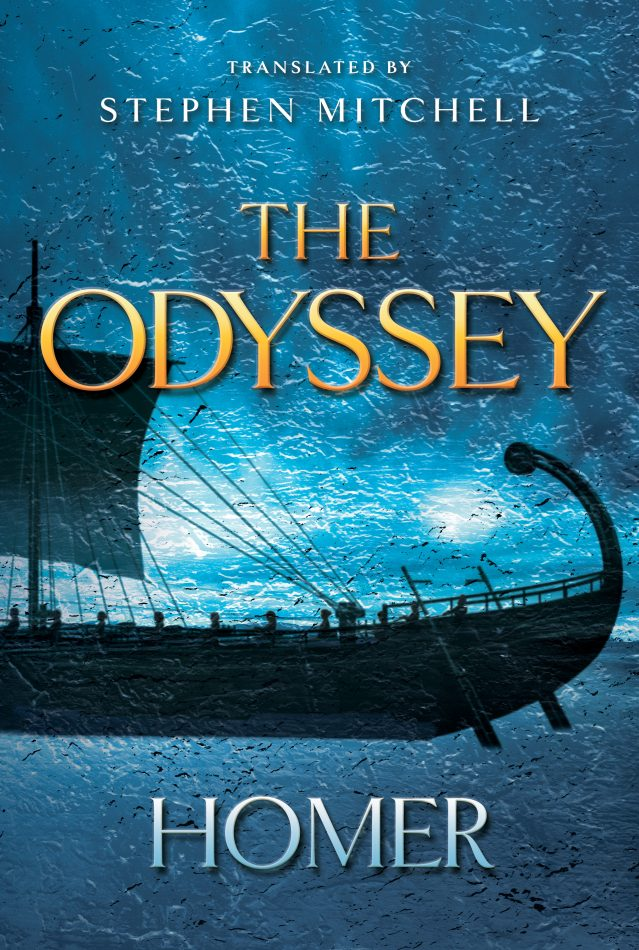 TRANSLATED BY
STEPHEN MITCHELL
THE
ODYSSEY
HOMER